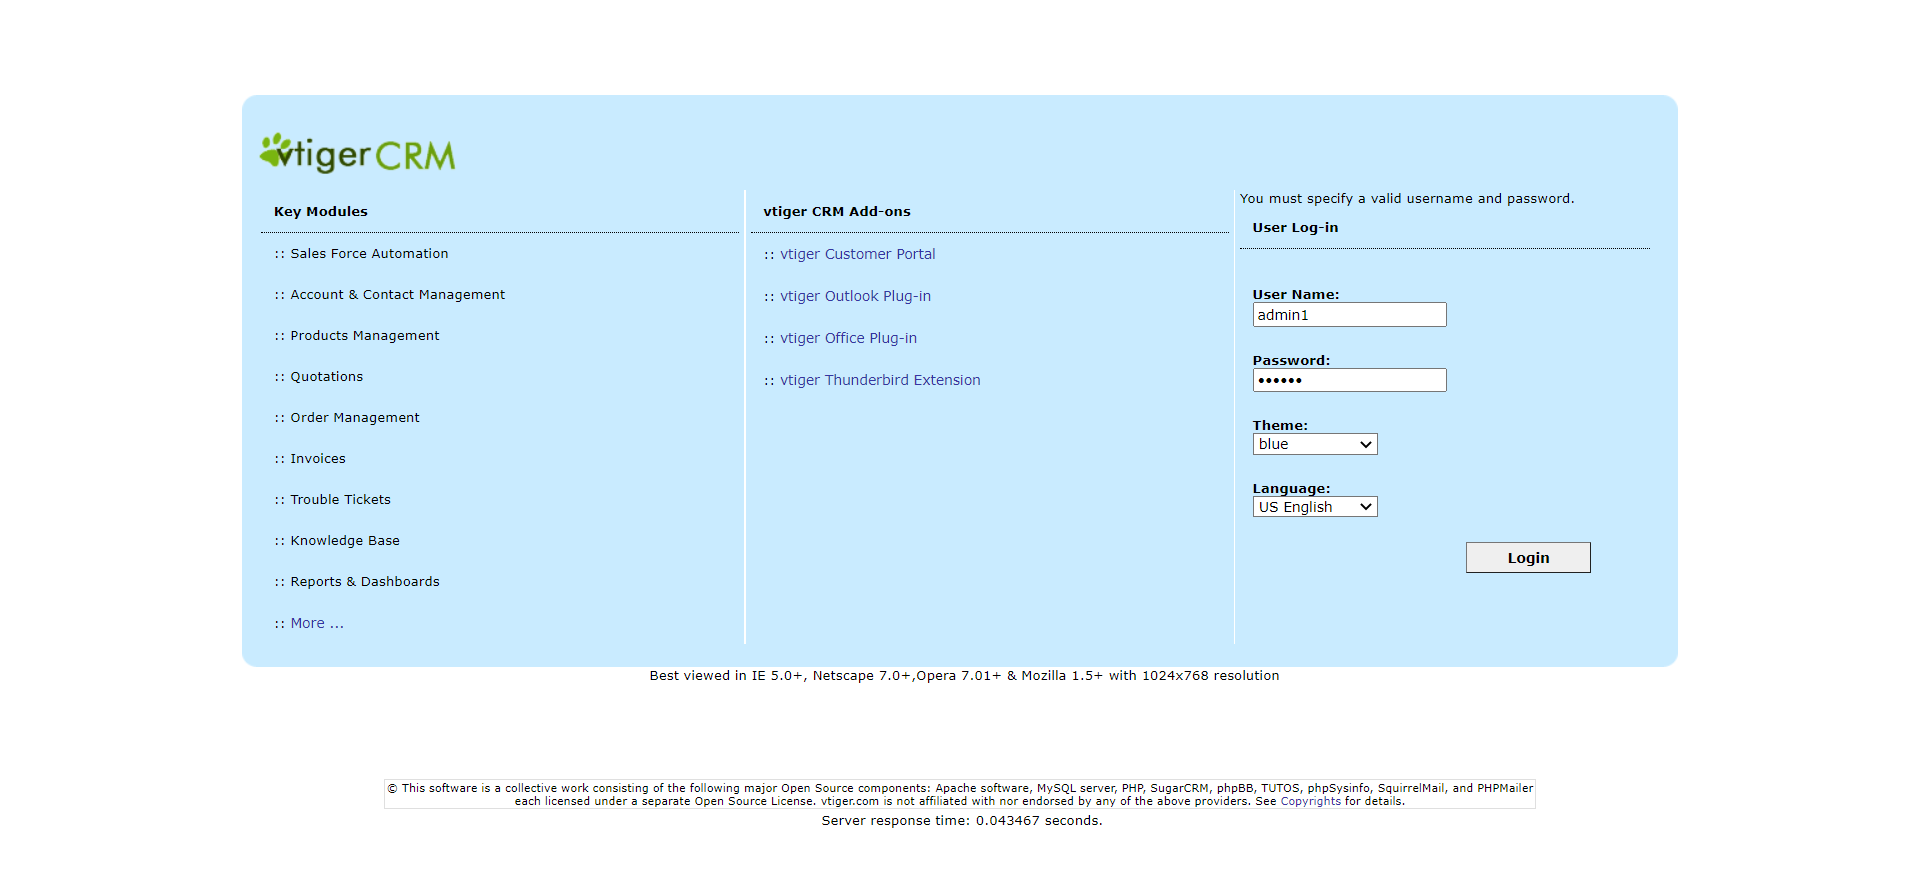 vtiger CRM
Key Modules
:: Sales Force Automation
:: Account & Contact Management
:: Products Management
:: Quotations
:: Order Management
:: Invoices
:: Trouble Tickets
:: Knowledge Base
:: Reports & Dashboards
:: More ...
vtiger CRM Add-ons
:: vtiger Customer Portal
:: vtiger Outlook Plug-in
:: vtiger Office Plug-in
:: vtiger Thunderbird Extension
You must specify a valid username and password.
User Log-in
User Name:
admin1
Password:
••••••
Theme:
blue
Language:
US English
Login
Best viewed in IE 5.0+, Netscape 7.0+,Opera 7.01+ & Mozilla 1.5+ with 1024x768 resolution
© This software is a collective work consisting of the following major Open Source components: Apache software, MySQL server, PHP, SugarCRM, phpBB, TUTOS, phpSysinfo, SquirrelMail, and PHPMailer
each licensed under a separate Open Source License. vtiger.com is not affiliated with nor endorsed by any of the above providers. See Copyrights for details.
Server response time: 0.043467 seconds.